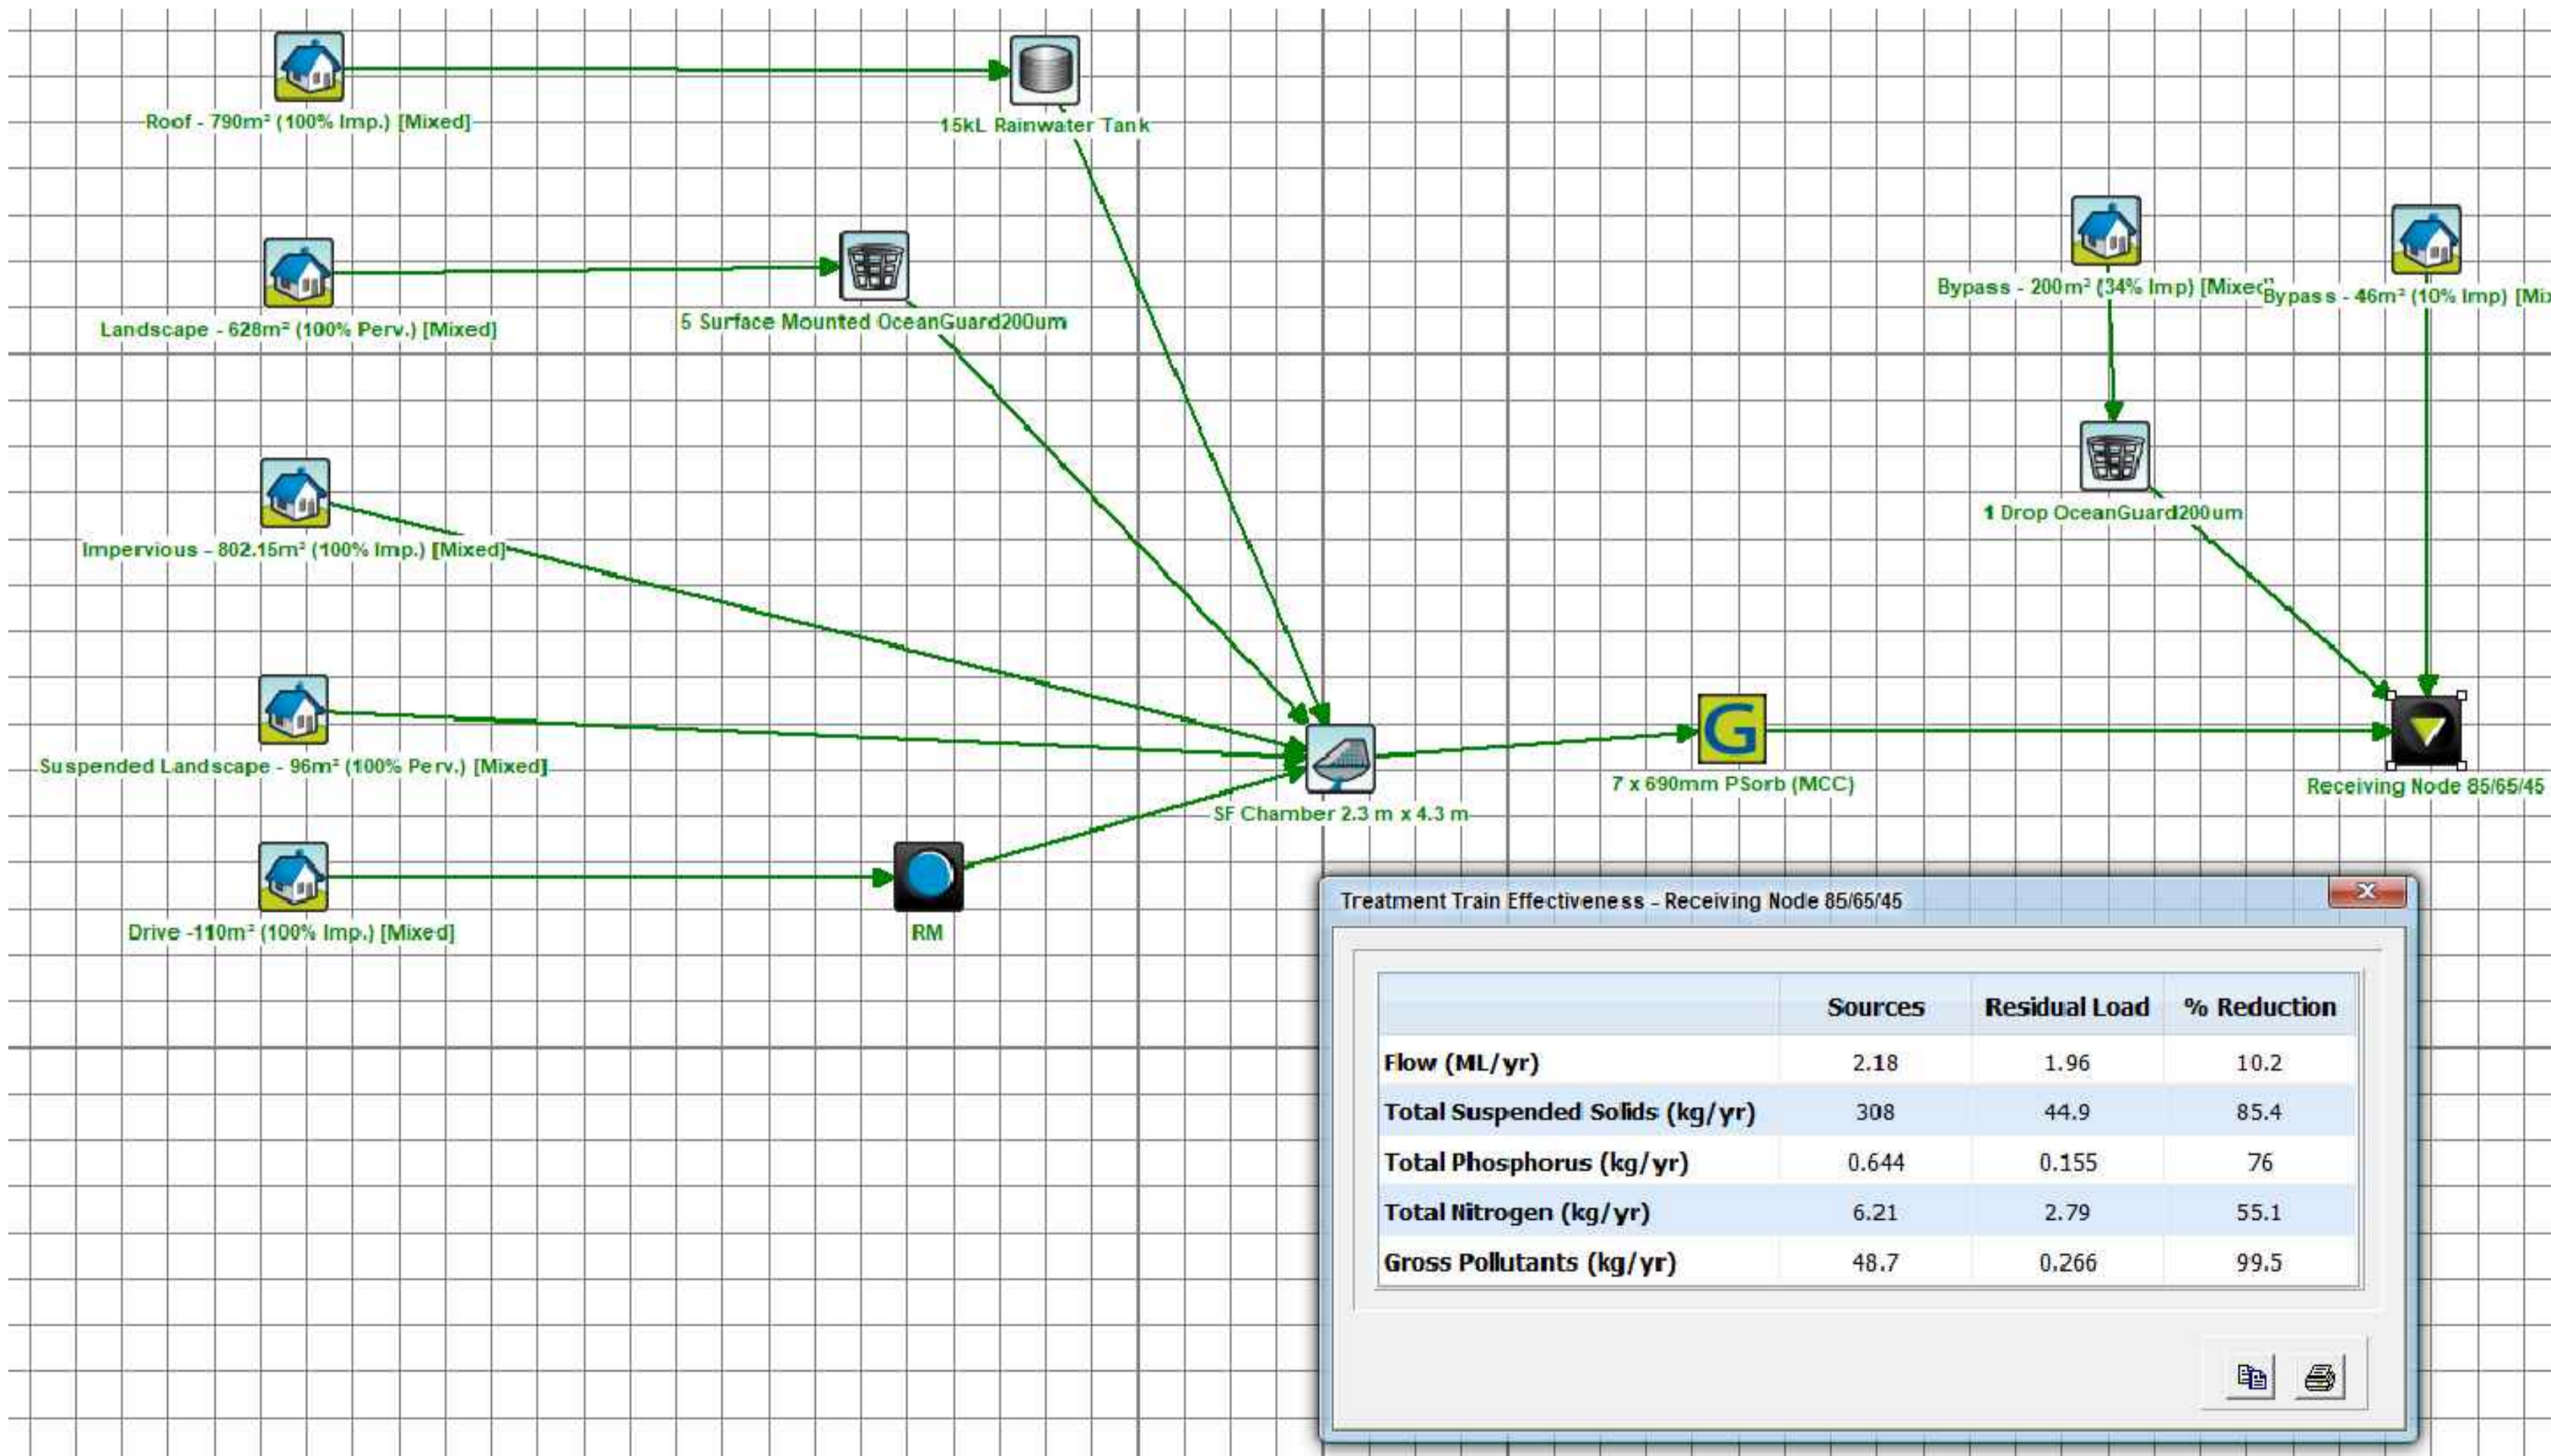 Roof - 790m² (100% Imp.) [Mixed]
15kL Rainwater Tank
Landscape - 628m² (100% Perv.) [Mixed]
5 Surface Mounted OceanGuard200um
Bypass - 200m² (34% Imp) [Mixed]
Bypass - 46m² (10% Imp) [Mix
Impervious - 802.15m² (100% Imp.) [Mixed]
1 Drop OceanGuard200um
Suspended Landscape - 96m² (100% Perv.) [Mixed]
SF Chamber 2.3 m x 4.3 m
G
7 x 690mm PSorb (MCC)
Receiving Node 85/65/45
Drive -110m² (100% Imp.) [Mixed]
RM
Treatment Train Effectiveness - Receiving Node 85/65/45
Sources Residual Load % Reduction
Flow (ML/yr) 2.18 1.96 10.2
Total Suspended Solids (kg/yr) 308 44.9 85.4
Total Phosphorus (kg/yr) 0.644 0.155 76
Total Nitrogen (kg/yr) 6.21 2.79 55.1
Gross Pollutants (kg/yr) 48.7 0.266 99.5